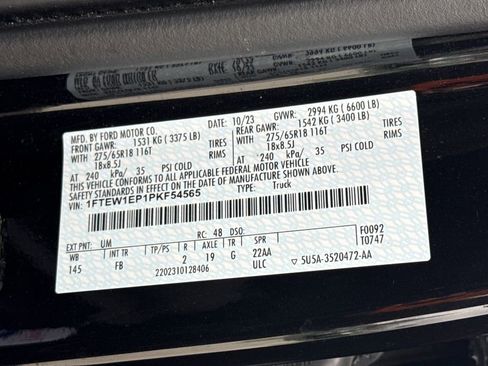 MFD. BY FORD MOTOR CO.
10/23
GVWR: 2994 KG ( 6600 LB)
FRONT GAWR: 1531 KG ( 3375 LB)
REAR GAWR: 1542 KG ( 3400 LB)
275/65R18 116T TIRES
275/65R18 116T TIRES
18x8.5J RIMS
18x8.5J RIMS
AT 240 kPa/ 35 PSI COLD
AT 240 kPa/ 35 PSI COLD
THIS VEHICLE CONFORMS TO ALL APPLICABLE FEDERAL MOTOR VEHICLE
SAFETY STANDARDS IN EFFECT ON THE DATE OF MANUFACTURE SHOWN ABOVE.
VIN: 1FTEW1EP1PKF54565
TYPE: Truck
EXT PNT: UM RC: 48 DSO: F0092
WB INT TR TP/PS R AXLE TR SPR T0747
145 FB 2 19 G 22AA
2202310128406 ULC 5U5A-3520472-AA